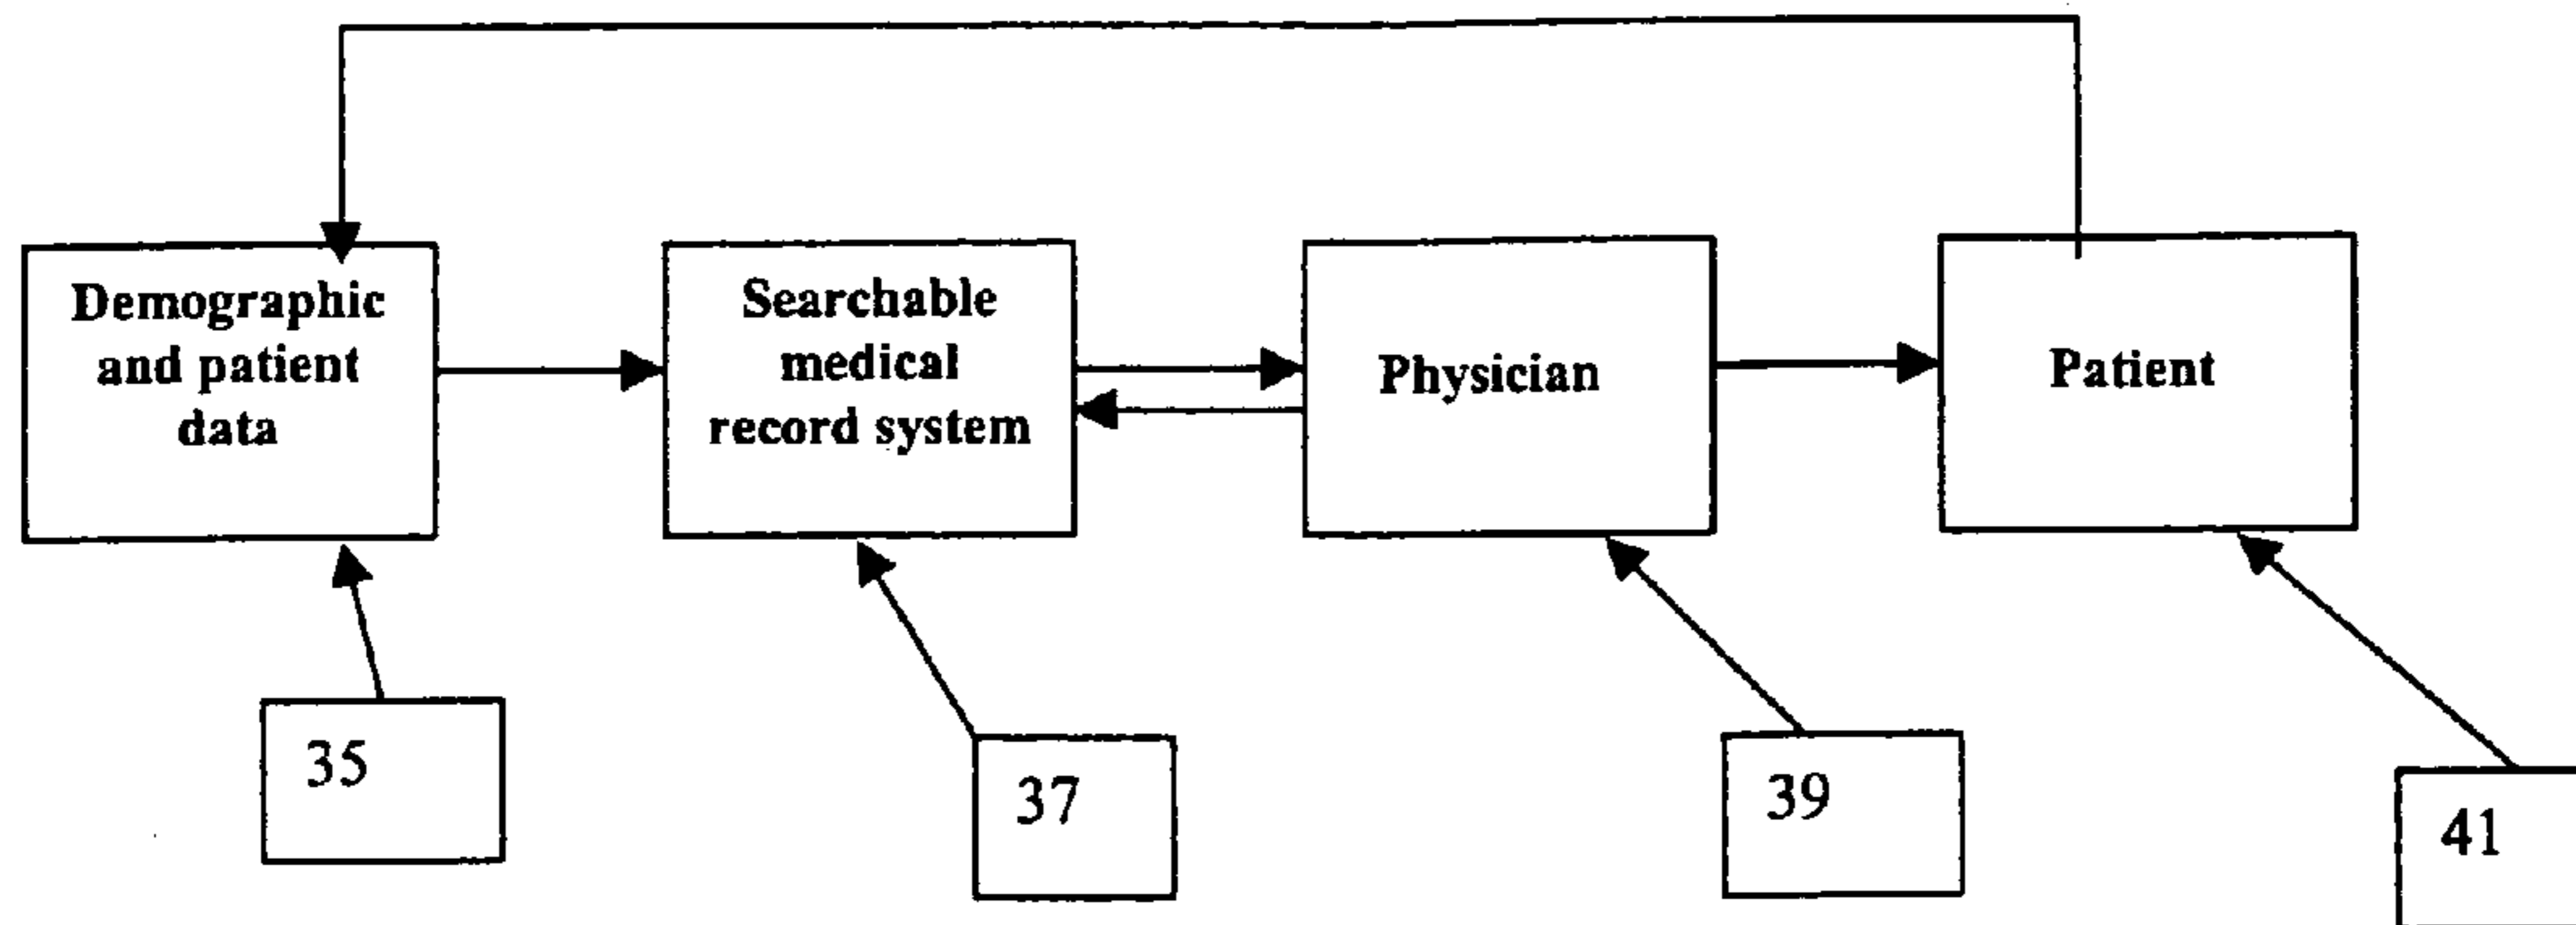 Demographic
and patient
data
Searchable
medical
record system
Physician
Patient
35
37
39
41